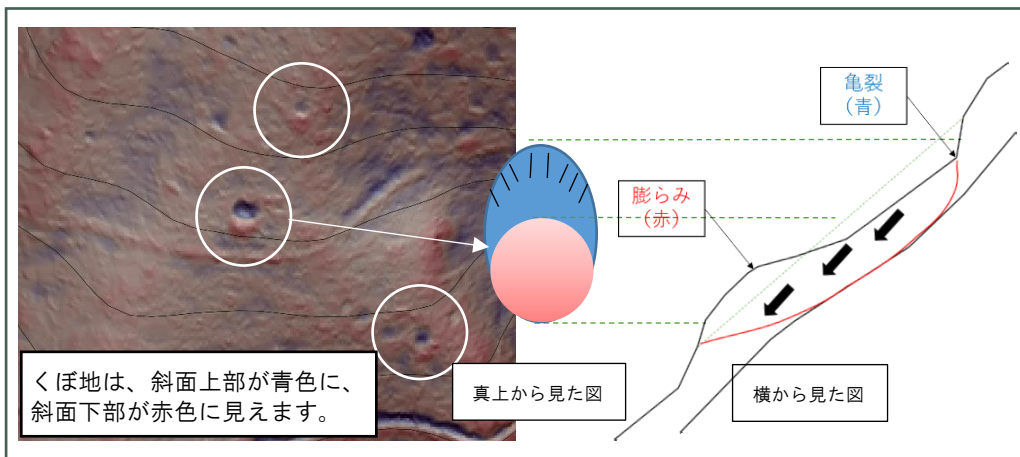 亀裂
（青）
膨らみ
（赤）
くぼ地は、斜面上部が青色に、
斜面下部が赤色に見えます。
真上から見た図
横から見た図